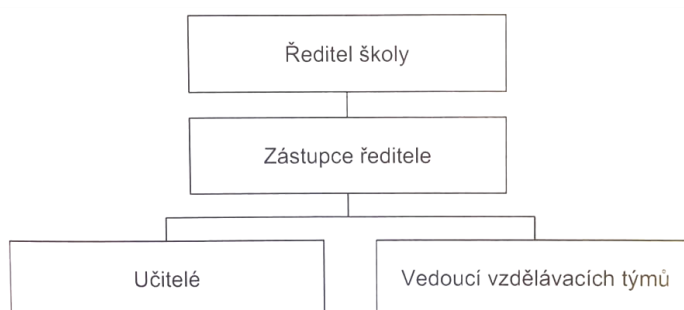 Ředitel školy
Zástupce ředitele
Učitelé
Vedoucí vzdělávacích týmů